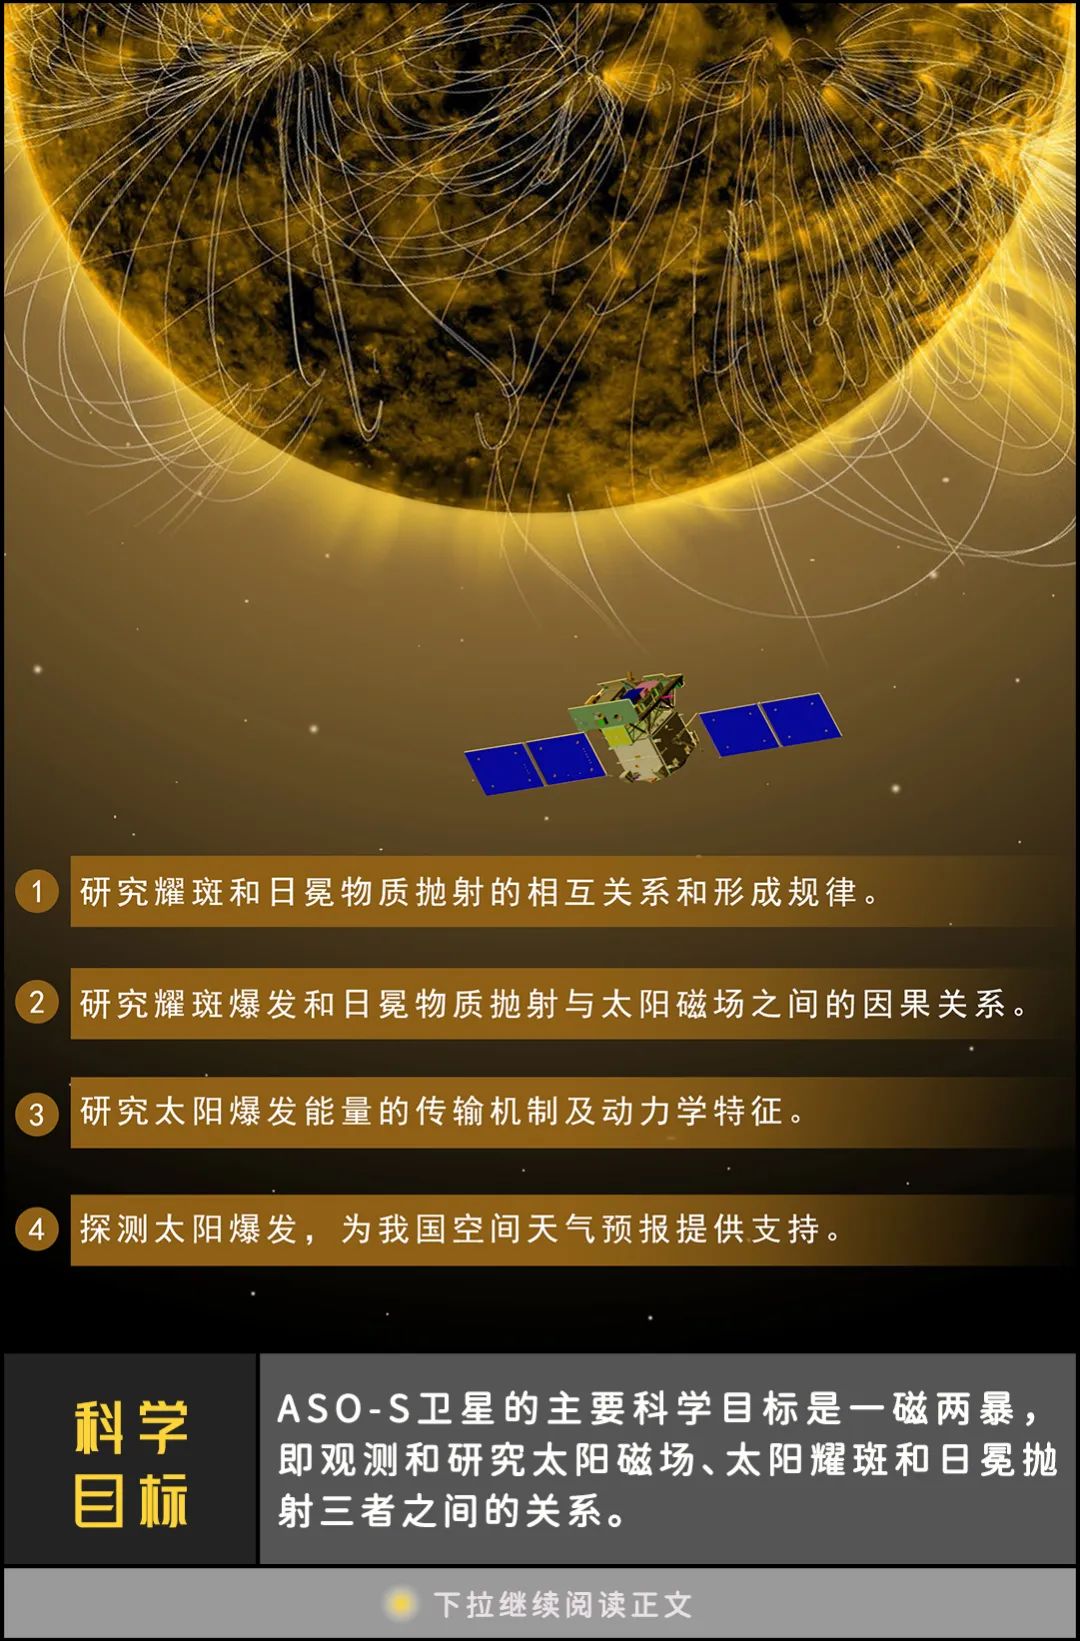 1 研究耀斑和日冕物质抛射的相互关系和形成规律。
2 研究耀斑爆发和日冕物质抛射与太阳磁场之间的因果关系。
3 研究太阳爆发能量的传输机制及动力学特征。
4 探测太阳爆发，为我国空间天气预报提供支持。
科学
目标
ASO-S卫星的主要科学目标是一磁两暴，
即观测和研究太阳磁场、太阳耀斑和日冕抛
射三者之间的关系。
下拉继续阅读正文